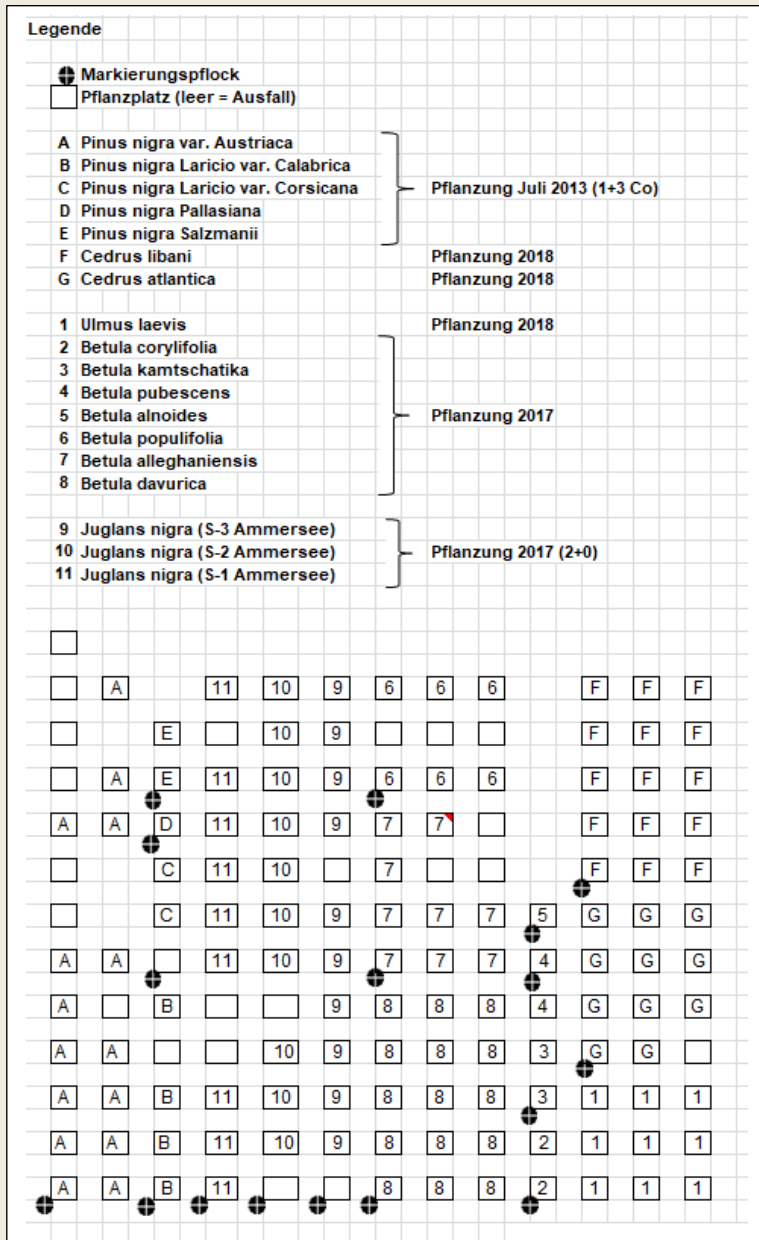 Legende
Markierungspflock
Pflanzplatz (leer = Ausfall)
A Pinus nigra var. Austriaca
B Pinus nigra Laricio var. Calabrica
C Pinus nigra Laricio var. Corsicana Pflanzung Juli 2013 (1+3 Co)
D Pinus nigra Pallasiana
E Pinus nigra Salzmanii
F Cedrus libani Pflanzung 2018
G Cedrus atlantica Pflanzung 2018
1 Ulmus laevis Pflanzung 2018
2 Betula corylifolia
3 Betula kamtschatika
4 Betula pubescens
5 Betula alnoides Pflanzung 2017
6 Betula populifolia
7 Betula alleghaniensis
8 Betula davurica
9 Juglans nigra (S-3 Ammersee)
10 Juglans nigra (S-2 Ammersee) Pflanzung 2017 (2+0)
11 Juglans nigra (S-1 Ammersee)
A 11 10 9 6 6 6 F F F
E 10 9 F F F
A E 11 10 9 6 6 6 F F F
A A D 11 10 9 7 7 F F F
C 11 10 7 F F F
C 11 10 9 7 7 7 5 G G G
A A 11 10 9 7 7 7 4 G G G
A B 9 8 8 8 4 G G G
A A 10 9 8 8 8 3 G G
A A B 11 10 9 8 8 8 3 1 1 1
A A B 11 10 9 8 8 8 2 1 1 1
A A B 11 8 8 8 2 1 1 1